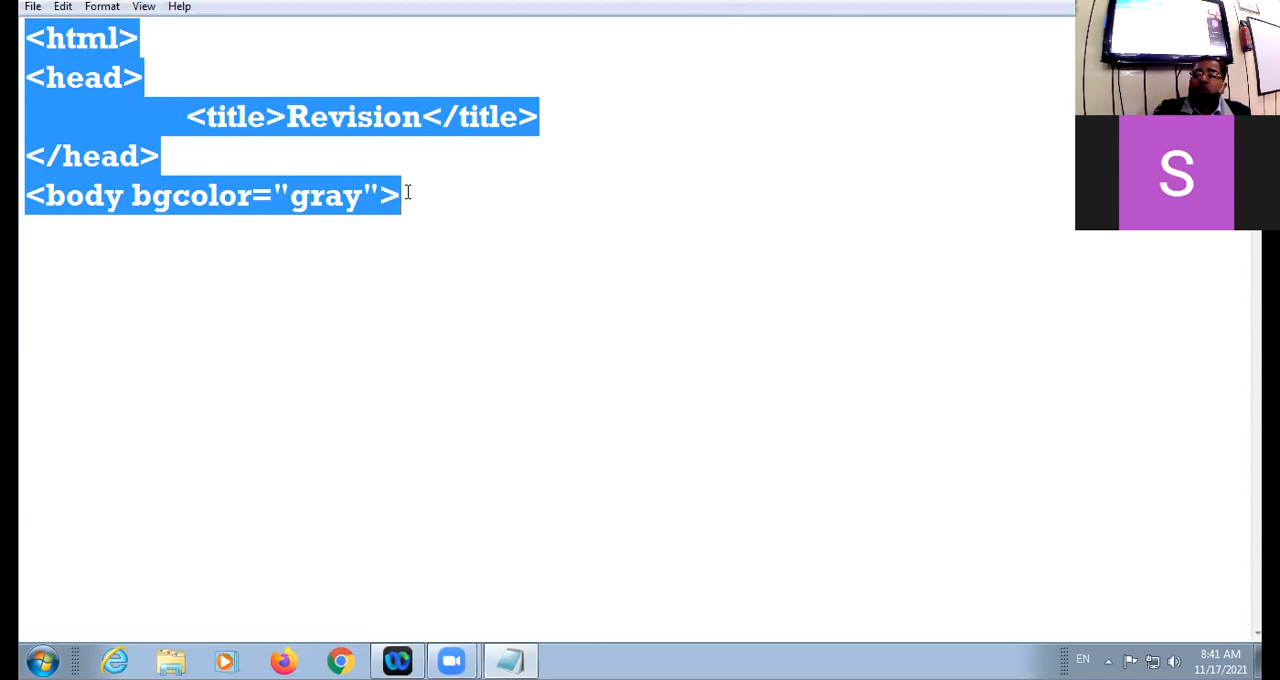 File Edit Format View Help
<html>
<head>
<title>Revision</title>
</head>
<body bgcolor="gray">
S
EN
8:41 AM
11/17/2021